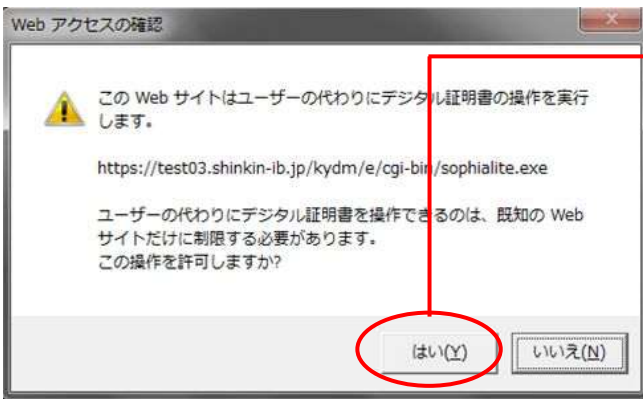 Web アクセスの確認
この Web サイトはユーザーの代わりにデジタル証明書の操作を実行
します。
https://test03.shinkin-ib.jp/kydm/e/cgi-bin/sophialite.exe
ユーザーの代わりにデジタル証明書を操作できるのは、既知の Web
サイトだけに制限する必要があります。
この操作を許可しますか?
はい(Y)
いいえ(N)